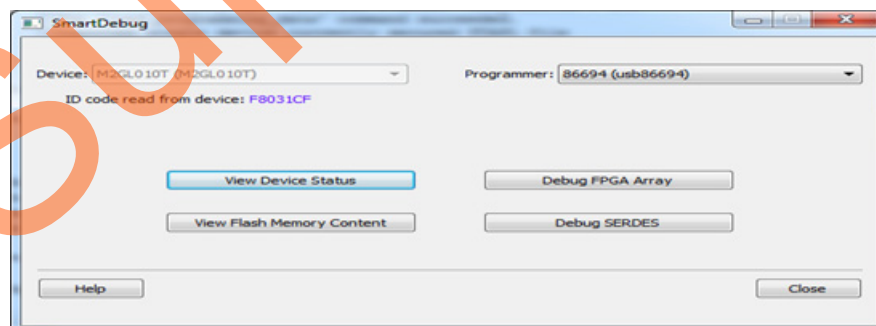 SmartDebug
Device: M2GL010T (M2GL010T)
Programmer: 86694 (usb86694)
ID code read from device: F8031CF
View Device Status
Debug FPGA Array
View Flash Memory Content
Debug SERDES
Help
Close